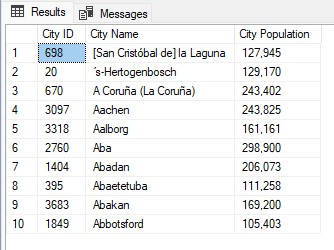 Results Messages
City ID City Name City Population
1 698 [San Cristóbal de] la Laguna 127,945
2 20 ´s-Hertogenbosch 129,170
3 670 A Coruña (La Coruña) 243,402
4 3097 Aachen 243,825
5 3318 Aalborg 161,161
6 2760 Aba 298,900
7 1404 Abadan 206,073
8 395 Abaetetuba 111,258
9 3683 Abakan 169,200
10 1849 Abbotsford 105,403